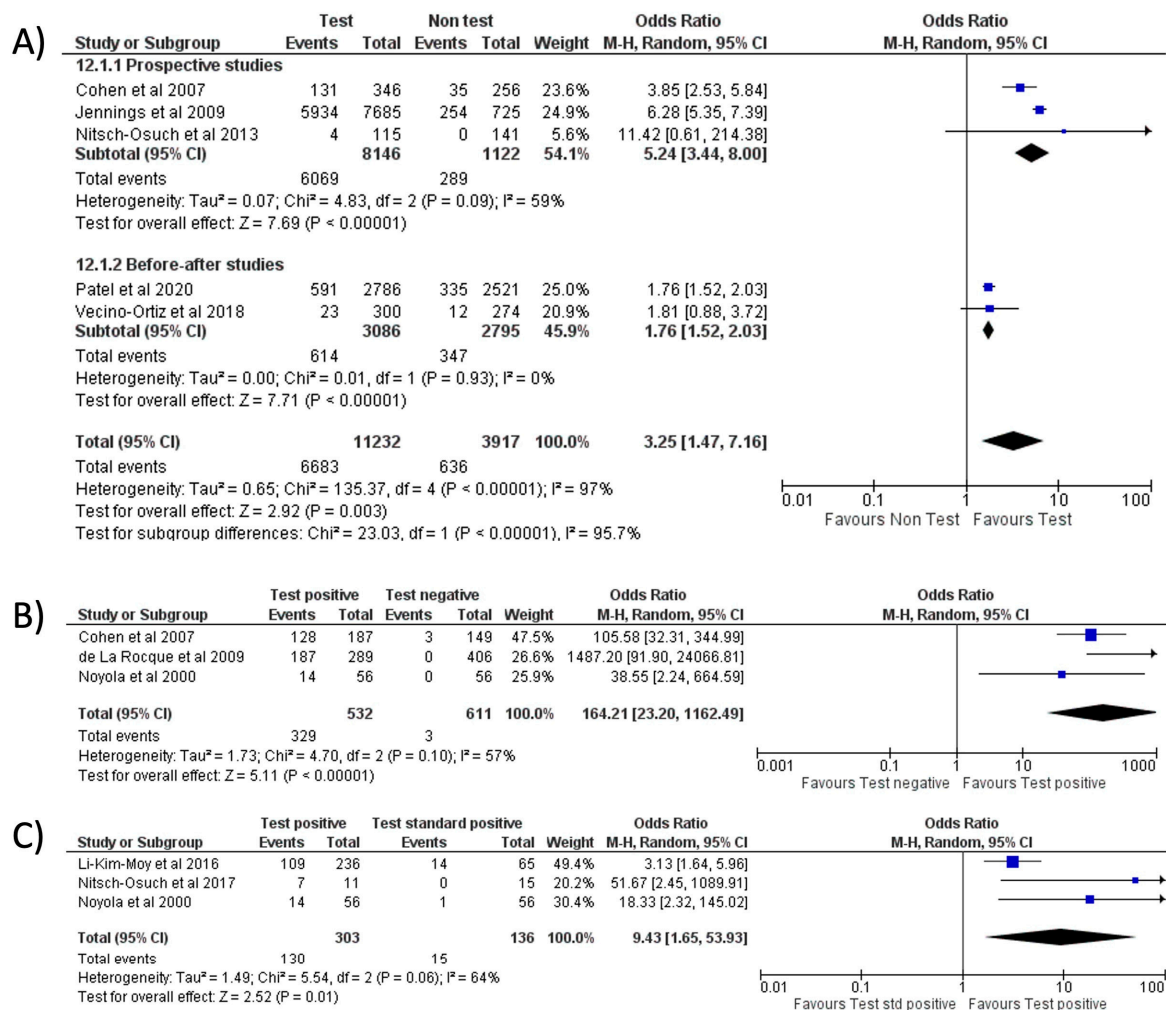 A)
Test Non test Odds Ratio Odds Ratio
Study or Subgroup Events Total Events Total Weight M-H, Random, 95% CI M-H, Random, 95% CI
12.1.1 Prospective studies
Cohen et al 2007 131 346 35 256 23.6% 3.85 [2.53, 5.84]
Jennings et al 2009 5934 7685 254 725 24.9% 6.28 [5.35, 7.39]
Nitsch-Osuch et al 2013 4 115 0 141 5.6% 11.42 [0.61, 214.38]
Subtotal (95% CI) 8146 1122 54.1% 5.24 [3.44, 8.00]
Total events 6069 289
Heterogeneity: Tau² = 0.07; Chi² = 4.83, df = 2 (P = 0.09); I² = 59%
Test for overall effect: Z = 7.69 (P < 0.00001)
12.1.2 Before-after studies
Patel et al 2020 591 2786 335 2521 25.0% 1.76 [1.52, 2.03]
Vecino-Ortiz et al 2018 23 300 12 274 20.9% 1.81 [0.88, 3.72]
Subtotal (95% CI) 3086 2795 45.9% 1.76 [1.52, 2.03]
Total events 614 347
Heterogeneity: Tau² = 0.00; Chi² = 0.01, df = 1 (P = 0.93); I² = 0%
Test for overall effect: Z = 7.71 (P < 0.00001)
Total (95% CI) 11232 3917 100.0% 3.25 [1.47, 7.16]
Total events 6683 636
Heterogeneity: Tau² = 0.65; Chi² = 135.37, df = 4 (P < 0.00001); I² = 97%
Test for overall effect: Z = 2.92 (P = 0.003)
Test for subgroup differences: Chi² = 23.03, df = 1 (P < 0.00001), I² = 95.7%
0.01 0.1 1 10 100
Favours Non Test Favours Test
B)
Test positive Test negative Odds Ratio Odds Ratio
Study or Subgroup Events Total Events Total Weight M-H, Random, 95% CI M-H, Random, 95% CI
Cohen et al 2007 128 187 3 149 47.5% 105.58 [32.31, 344.99]
de La Rocque et al 2009 187 289 0 406 26.6% 1487.20 [91.90, 24066.81]
Noyola et al 2000 14 56 0 56 25.9% 38.55 [2.24, 664.59]
Total (95% CI) 532 611 100.0% 164.21 [23.20, 1162.49]
Total events 329 3
Heterogeneity: Tau² = 1.73; Chi² = 4.70, df = 2 (P = 0.10); I² = 57%
Test for overall effect: Z = 5.11 (P < 0.00001)
0.001 0.1 1 10 1000
Favours Test negative Favours Test positive
C)
Test positive Test standard positive Odds Ratio Odds Ratio
Study or Subgroup Events Total Events Total Weight M-H, Random, 95% CI M-H, Random, 95% CI
Li-Kim-Moy et al 2016 109 236 14 65 49.4% 3.13 [1.64, 5.96]
Nitsch-Osuch et al 2017 7 11 0 15 20.2% 51.67 [2.45, 1089.91]
Noyola et al 2000 14 56 1 56 30.4% 18.33 [2.32, 145.02]
Total (95% CI) 303 136 100.0% 9.43 [1.65, 53.93]
Total events 130 15
Heterogeneity: Tau² = 1.49; Chi² = 5.54, df = 2 (P = 0.06); I² = 64%
Test for overall effect: Z = 2.52 (P = 0.01)
0.01 0.1 1 10 100
Favours Test std positive Favours Test positive